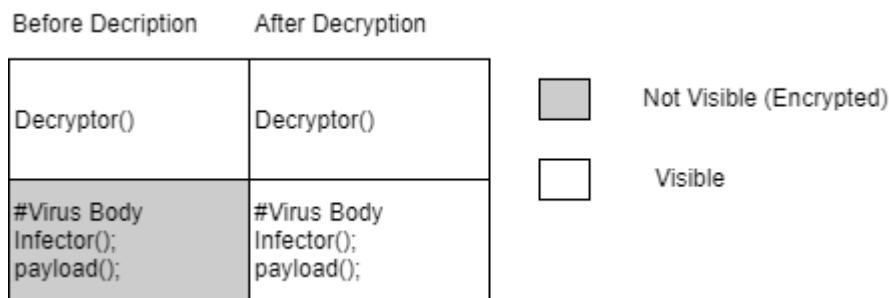 Before Decription
After Decryption
Decryptor()
Decryptor()
Not Visible (Encrypted)
Visible
#Virus Body
Infector();
payload();
#Virus Body
Infector();
payload();